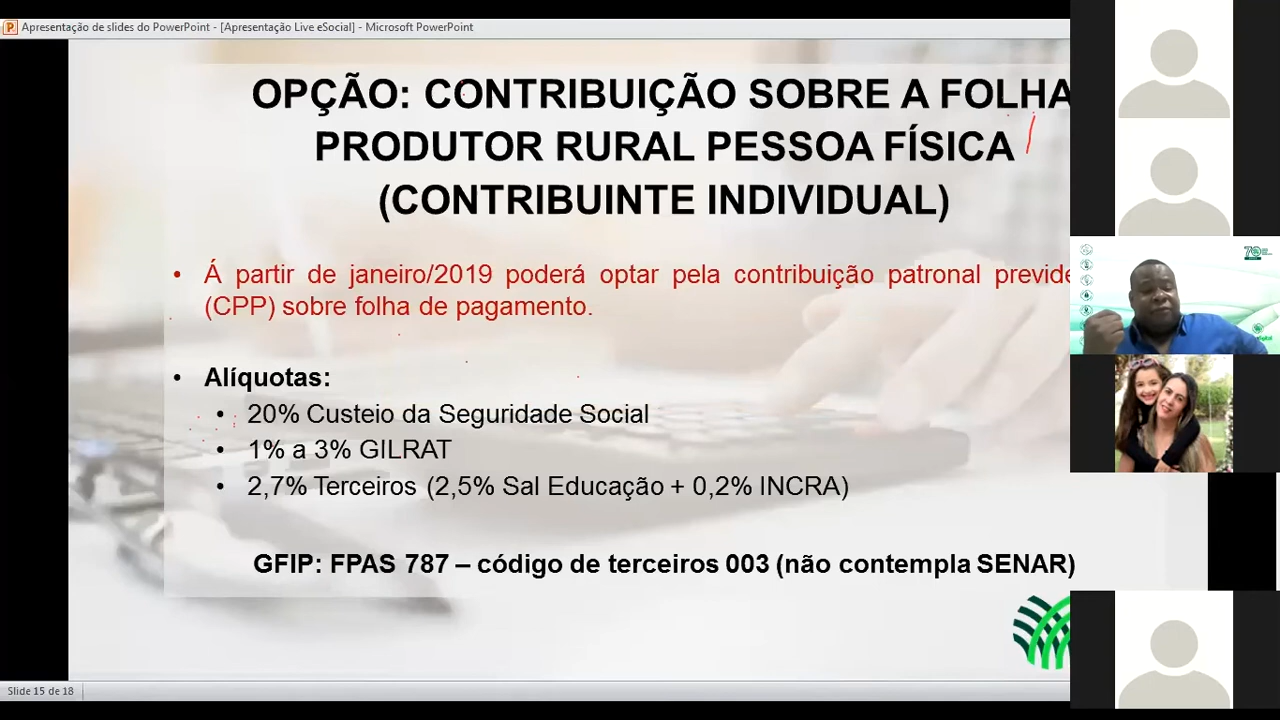 Apresentação de slides do PowerPoint - [Apresentação Live eSocial] - Microsoft PowerPoint
OPÇÃO: CONTRIBUIÇÃO SOBRE A FOLHA
PRODUTOR RURAL PESSOA FÍSICA
(CONTRIBUINTE INDIVIDUAL)
• Á partir de janeiro/2019 poderá optar pela contribuição patronal previde
(CPP) sobre folha de pagamento.
• Alíquotas:
• 20% Custeio da Seguridade Social
• 1% a 3% GILRAT
• 2,7% Terceiros (2,5% Sal Educação + 0,2% INCRA)
GFIP: FPAS 787 – código de terceiros 003 (não contempla SENAR)
Slide 15 de 18
70